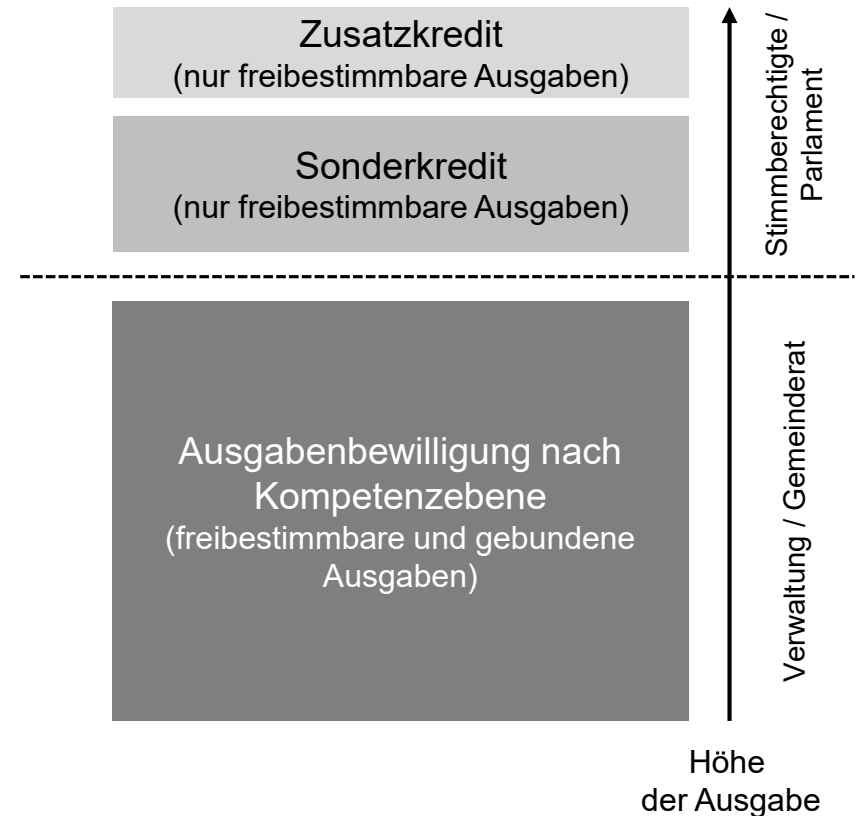 Zusatzkredit
(nur freibestimmbare Ausgaben)
Sonderkredit
(nur freibestimmbare Ausgaben)
Stimmberechtigte /
Parlament
Ausgabenbewilligung nach
Kompetenzebene
(freibestimmbare und gebundene
Ausgaben)
Verwaltung / Gemeinderat
Höhe
der Ausgabe